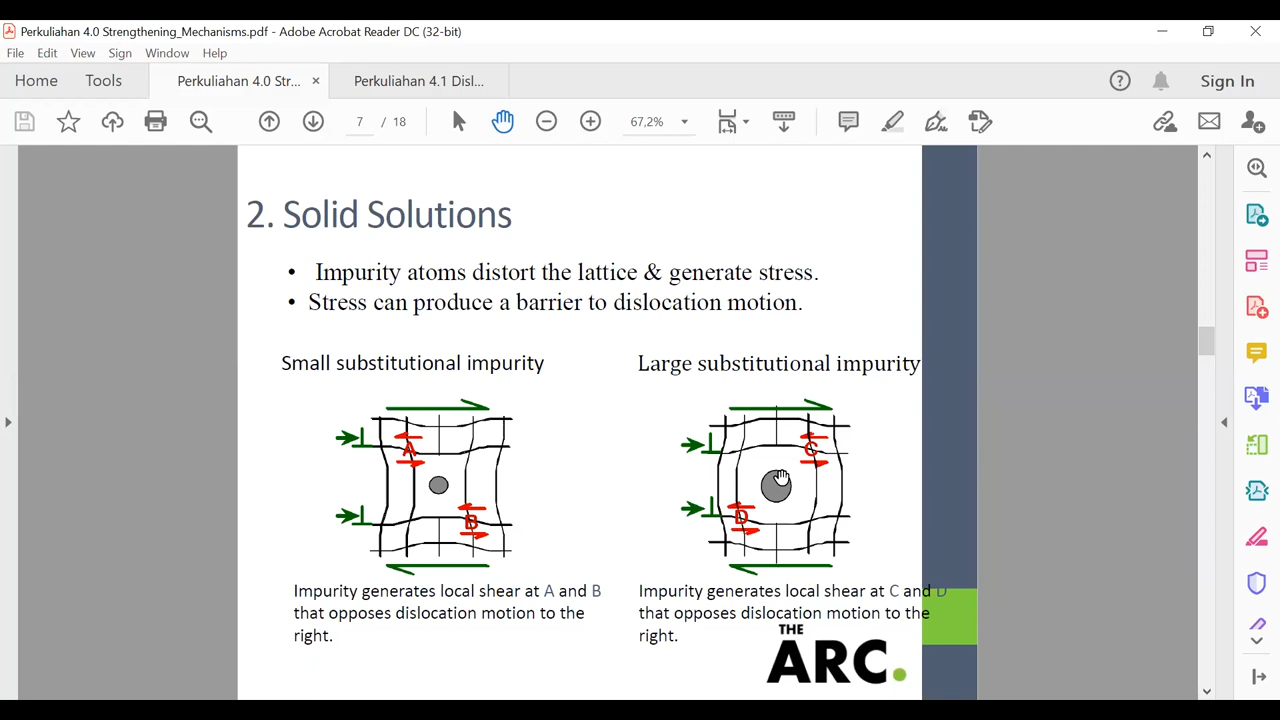 Perkuliahan 4.0 Strengthening_Mechanisms.pdf - Adobe Acrobat Reader DC (32-bit)
File Edit View Sign Window Help
Home Tools Perkuliahan 4.0 Str... × Perkuliahan 4.1 Disl... Sign In
7 / 18 67,2%
2. Solid Solutions
• Impurity atoms distort the lattice & generate stress.
• Stress can produce a barrier to dislocation motion.
Small substitutional impurity
A
B
Impurity generates local shear at A and B
that opposes dislocation motion to the
right.
Large substitutional impurity
C
D
Impurity generates local shear at C and D
that opposes dislocation motion to the
right.
THE
ARC.